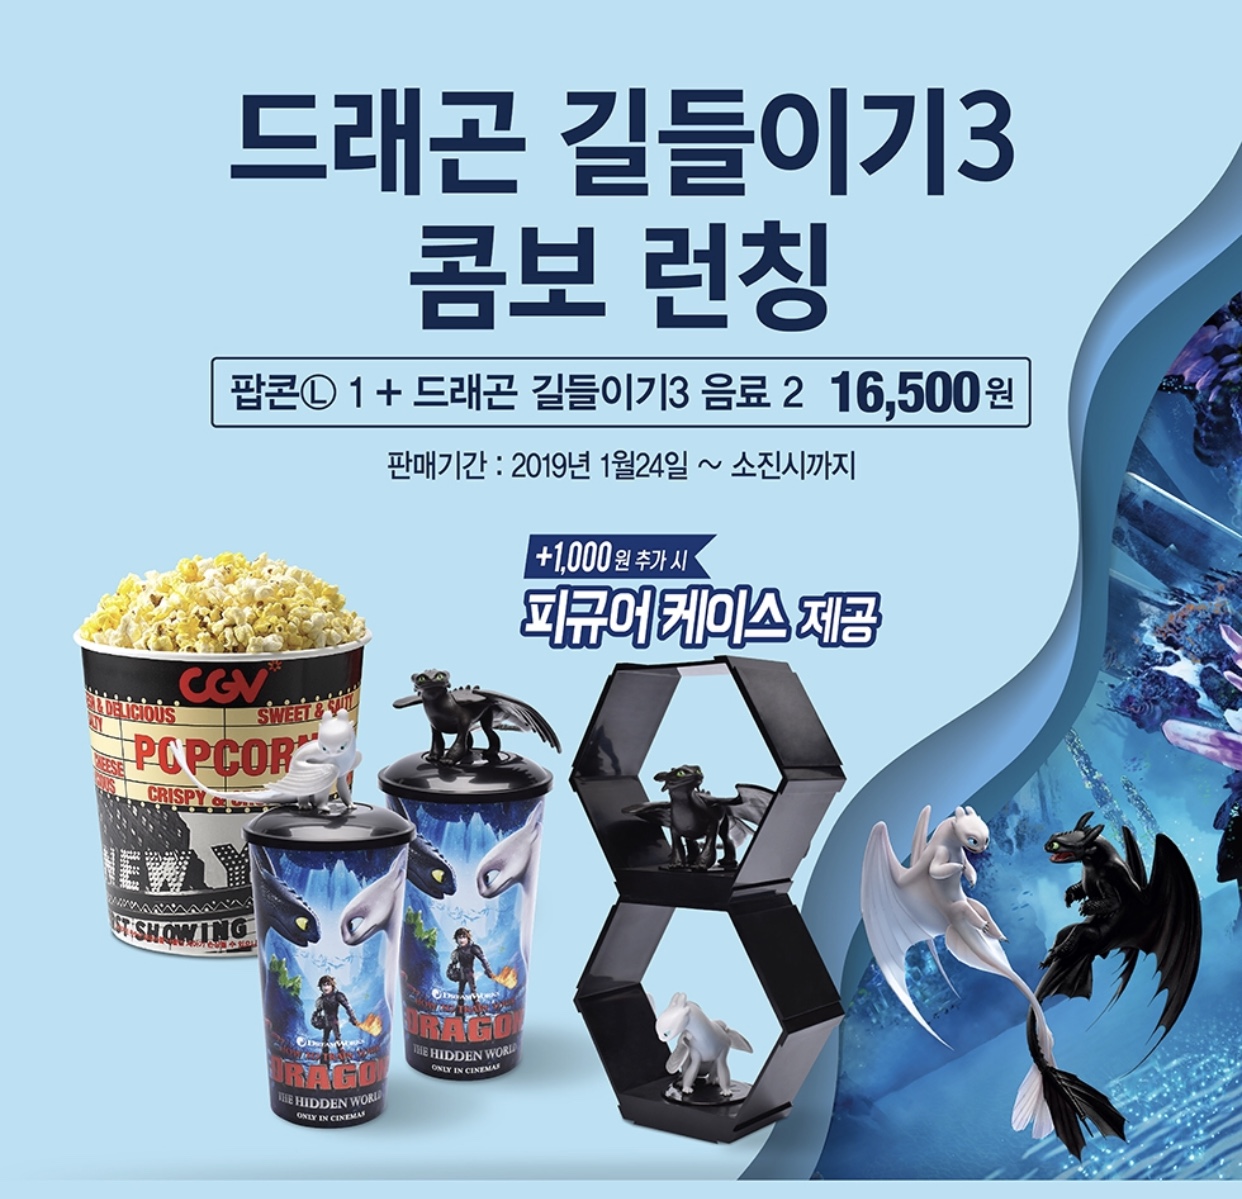 드래곤 길들이기3
콤보 런칭
팝콘Ⓛ 1 + 드래곤 길들이기3 음료 2 16,500원
판매기간 : 2019년 1월24일 ~ 소진시까지
+1,000원 추가 시
피규어 케이스 제공
CGV
& DELICIOUS
SWEET &
POPCORN
CRISPY &
NEW
SHOWING
DREAMWORKS
DRAGON
THE HIDDEN WORLD
ONLY IN CINEMAS
DREAMWORKS
DRAGON
THE HIDDEN WORLD
ONLY IN CINEMAS